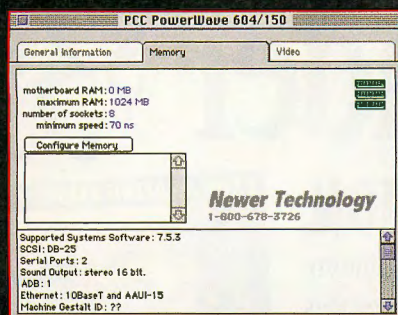 PCC PowerWave 604/150
General Information
Memory
Video
motherboard RAM: 0 MB
maximum RAM: 1024 MB
number of sockets: 8
minimum speed: 70 ns
Configure Memory
Newer Technology
1-800-678-3726
Supported Systems Software: 7.5.3
SCSI: DB-25
Serial Ports: 2
Sound Output: stereo 16 bit.
ADB: 1
Ethernet: 10BaseT and AAUI-15
Machine Gestalt ID: ??